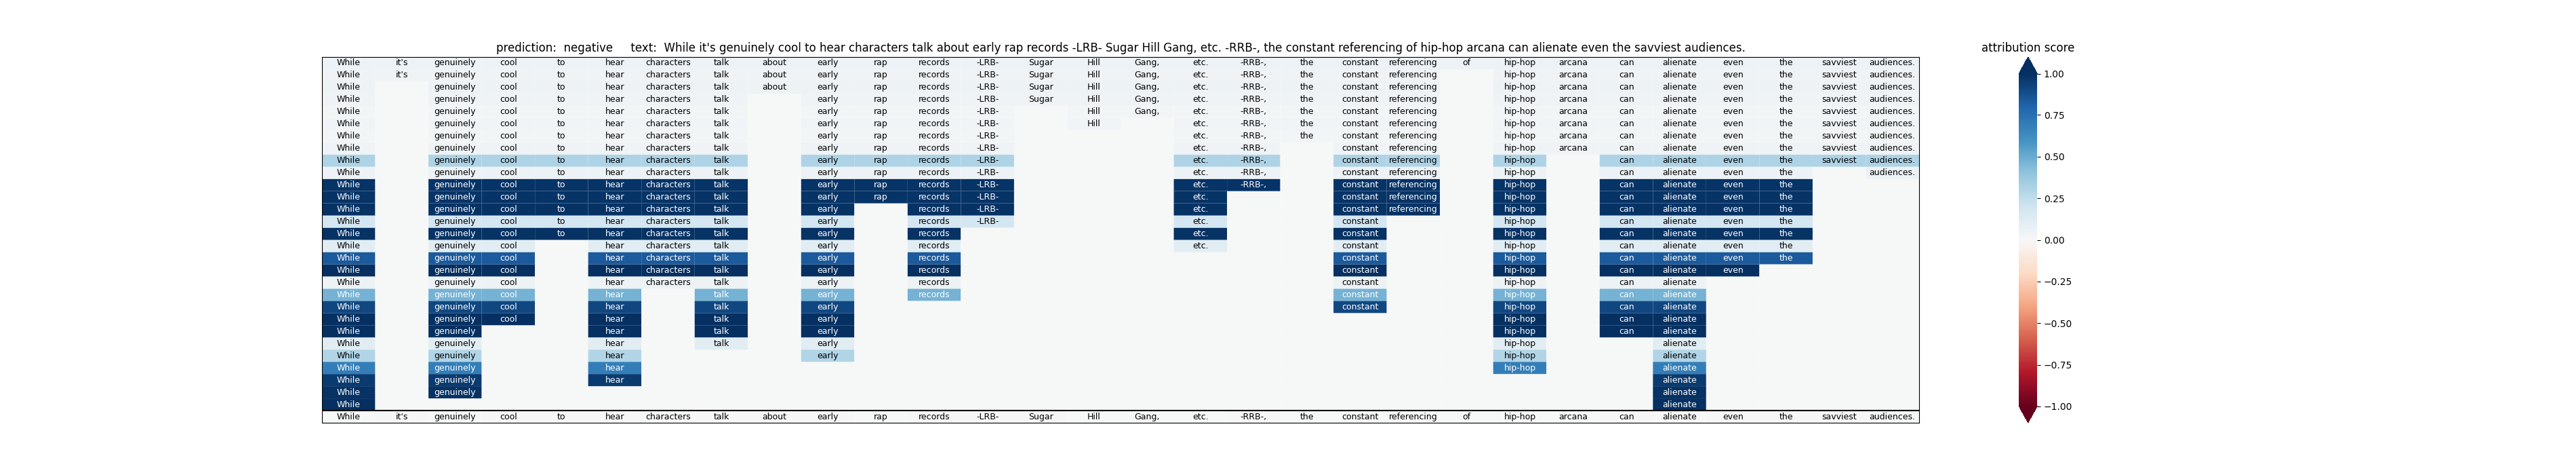 prediction: negative text: While it's genuinely cool to hear characters talk about early rap records -LRB- Sugar Hill Gang, etc. -RRB-, the constant referencing of hip-hop arcana can alienate even the savviest audiences.
While it's genuinely cool to hear characters talk about early rap records -LRB- Sugar Hill Gang, etc. -RRB-, the constant referencing of hip-hop arcana can alienate even the savviest audiences.
While it's genuinely cool to hear characters talk about early rap records -LRB- Sugar Hill Gang, etc. -RRB-, the constant referencing hip-hop arcana can alienate even the savviest audiences.
While genuinely cool to hear characters talk about early rap records -LRB- Sugar Hill Gang, etc. -RRB-, the constant referencing hip-hop arcana can alienate even the savviest audiences.
While genuinely cool to hear characters talk early rap records -LRB- Sugar Hill Gang, etc. -RRB-, the constant referencing hip-hop arcana can alienate even the savviest audiences.
While genuinely cool to hear characters talk early rap records -LRB- Hill Gang, etc. -RRB-, the constant referencing hip-hop arcana can alienate even the savviest audiences.
While genuinely cool to hear characters talk early rap records -LRB- Hill etc. -RRB-, the constant referencing hip-hop arcana can alienate even the savviest audiences.
While genuinely cool to hear characters talk early rap records -LRB- etc. -RRB-, the constant referencing hip-hop arcana can alienate even the savviest audiences.
While genuinely cool to hear characters talk early rap records -LRB- etc. -RRB-, constant referencing hip-hop arcana can alienate even the savviest audiences.
While genuinely cool to hear characters talk early rap records -LRB- etc. -RRB-, constant referencing hip-hop can alienate even the savviest audiences.
While genuinely cool to hear characters talk early rap records -LRB- etc. -RRB-, constant referencing hip-hop can alienate even the audiences.
While genuinely cool to hear characters talk early rap records -LRB- etc. -RRB-, constant referencing hip-hop can alienate even the
While genuinely cool to hear characters talk early rap records -LRB- etc. constant referencing hip-hop can alienate even the
While genuinely cool to hear characters talk early records -LRB- etc. constant referencing hip-hop can alienate even the
While genuinely cool to hear characters talk early records -LRB- etc. constant hip-hop can alienate even the
While genuinely cool to hear characters talk early records etc. constant hip-hop can alienate even the
While genuinely cool hear characters talk early records etc. constant hip-hop can alienate even the
While genuinely cool hear characters talk early records constant hip-hop can alienate even the
While genuinely cool hear characters talk early records constant hip-hop can alienate even
While genuinely cool hear characters talk early records constant hip-hop can alienate
While genuinely cool hear talk early records constant hip-hop can alienate
While genuinely cool hear talk early constant hip-hop can alienate
While genuinely cool hear talk early hip-hop can alienate
While genuinely hear talk early hip-hop can alienate
While genuinely hear talk early hip-hop alienate
While genuinely hear early hip-hop alienate
While genuinely hear hip-hop alienate
While genuinely hear alienate
While genuinely alienate
While alienate
While it's genuinely cool to hear characters talk about early rap records -LRB- Sugar Hill Gang, etc. -RRB-, the constant referencing of hip-hop arcana can alienate even the savviest audiences.
attribution score
1.00
0.75
0.50
0.25
0.00
−0.25
−0.50
−0.75
−1.00